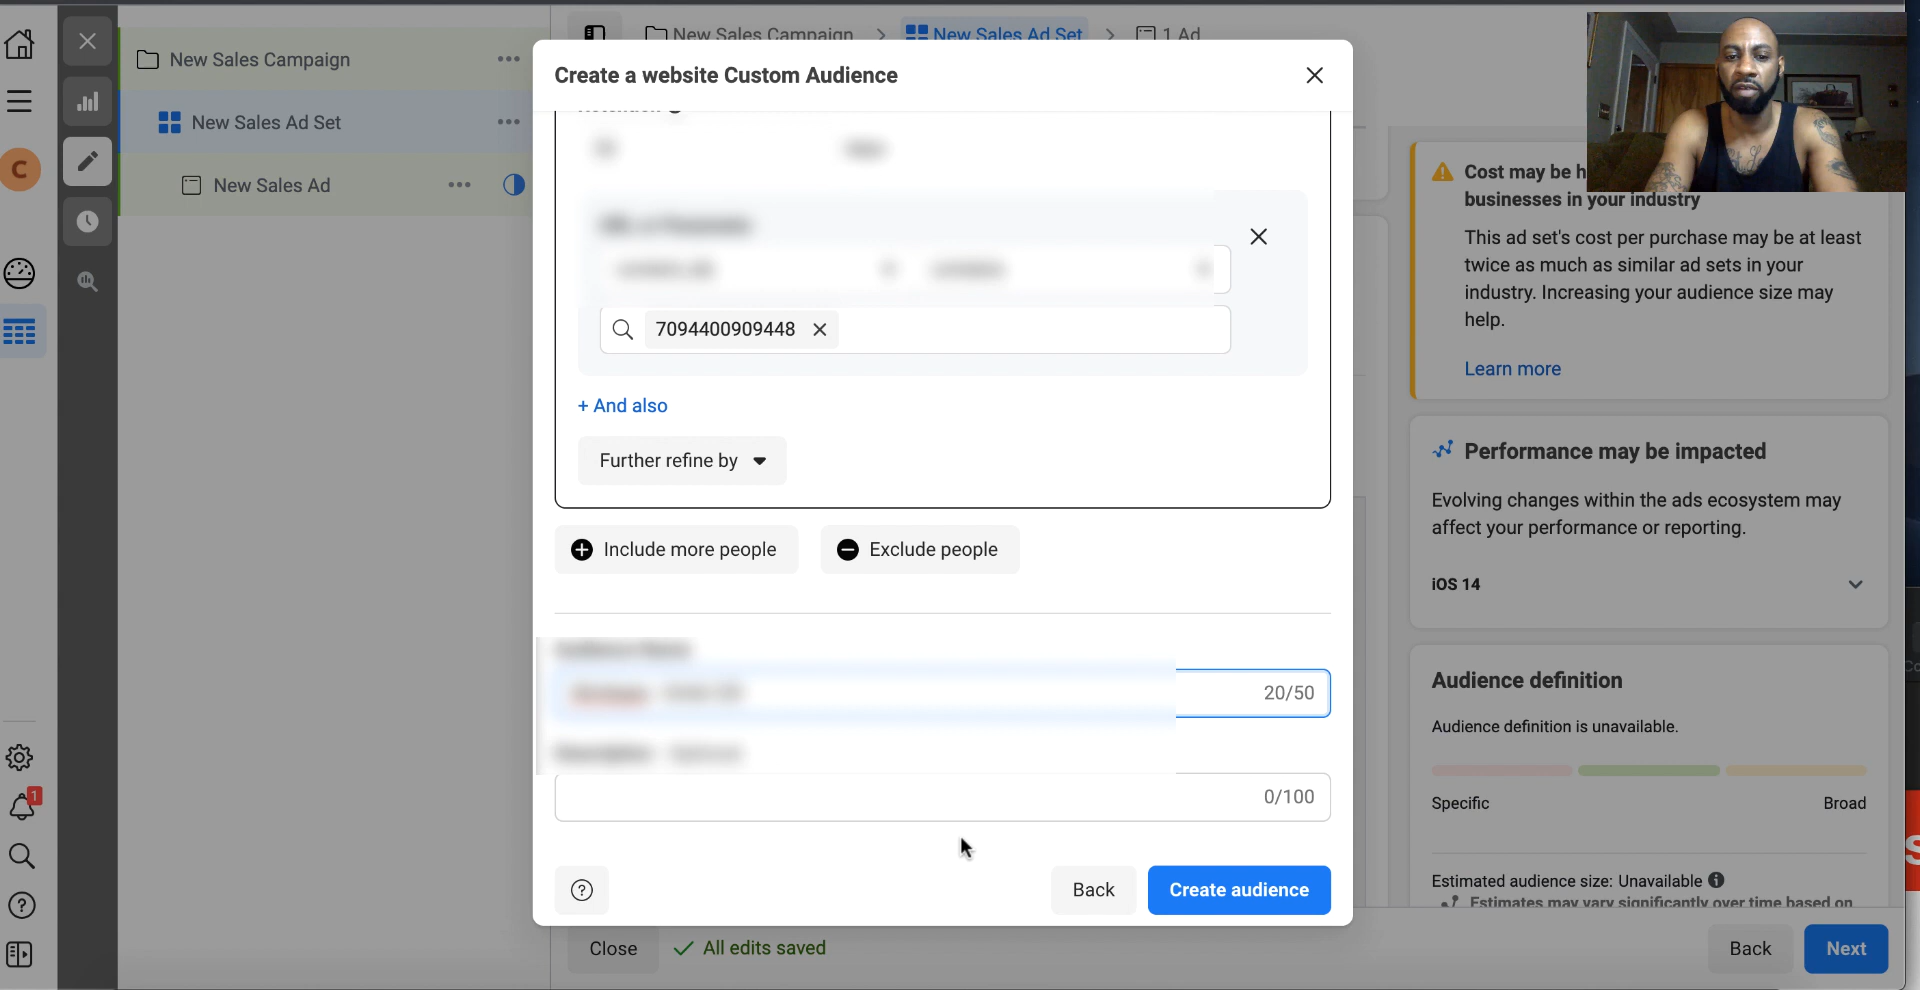 New Sales Campaign
New Sales Ad Set
1 Ad
New Sales Campaign
New Sales Ad Set
New Sales Ad
C
1
Create a website Custom Audience
7094400909448
+ And also
Further refine by
Include more people
Exclude people
20/50
0/100
Back
Create audience
Close
All edits saved
Cost may be h
businesses in your industry
This ad set's cost per purchase may be at least
twice as much as similar ad sets in your
industry. Increasing your audience size may
help.
Learn more
Performance may be impacted
Evolving changes within the ads ecosystem may
affect your performance or reporting.
iOS 14
Audience definition
Audience definition is unavailable.
Specific
Broad
Estimated audience size: Unavailable
Estimates may vary significantly over time based on
Back
Next